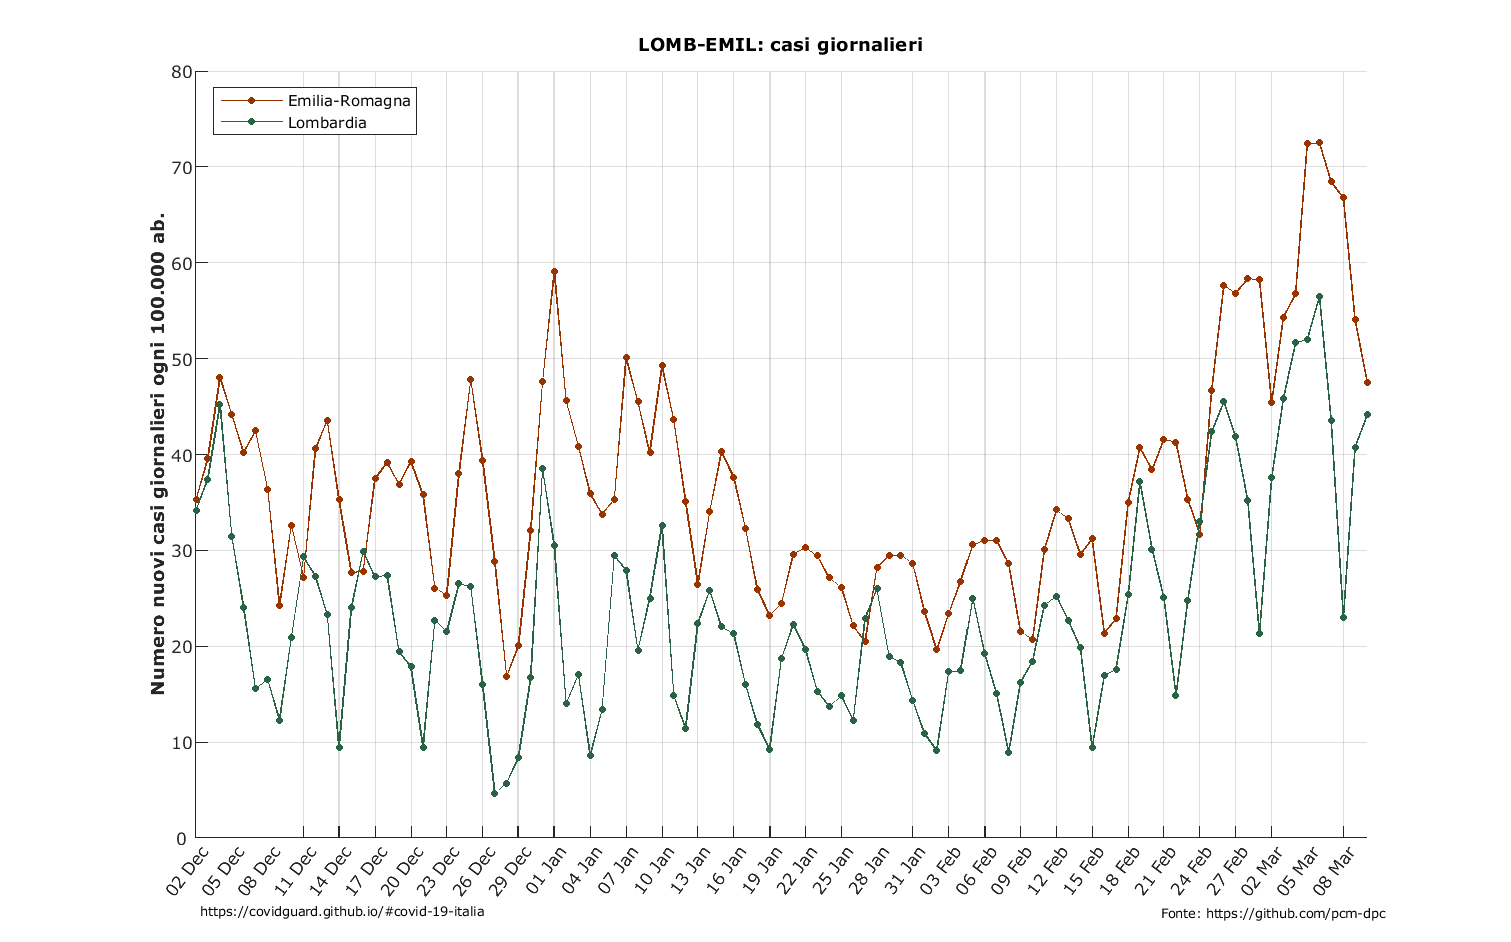 LOMB-EMIL: casi giornalieri
Emilia-Romagna
Lombardia
Numero nuovi casi giornalieri ogni 100.000 ab.
80
70
60
50
40
30
20
10
0
02 Dec
05 Dec
08 Dec
11 Dec
14 Dec
17 Dec
20 Dec
23 Dec
26 Dec
29 Dec
01 Jan
04 Jan
07 Jan
10 Jan
13 Jan
16 Jan
19 Jan
22 Jan
25 Jan
28 Jan
31 Jan
03 Feb
06 Feb
09 Feb
12 Feb
15 Feb
18 Feb
21 Feb
24 Feb
27 Feb
02 Mar
05 Mar
08 Mar
https://covidguard.github.io/#covid-19-italia
Fonte: https://github.com/pcm-dpc